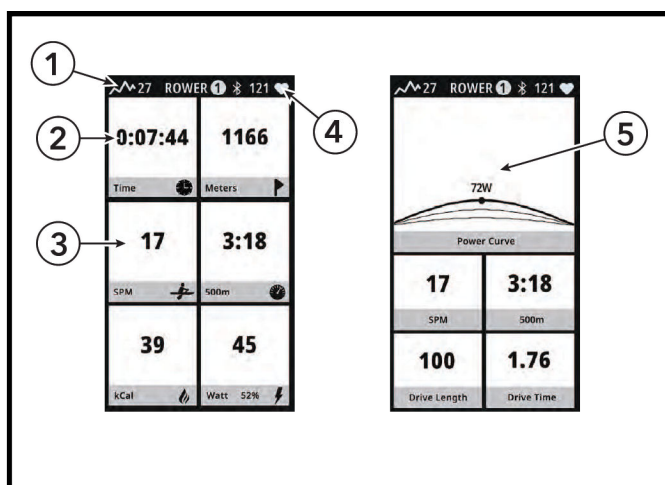 1
27 ROWER 1 121
2
0:07:44 1166
Time Meters
4
3
17 3:18
SPM 500m
39 45
kCal Watt 52%
27 ROWER 1 121
5
72W
Power Curve
17 3:18
SPM 500m
100 1.76
Drive Length Drive Time